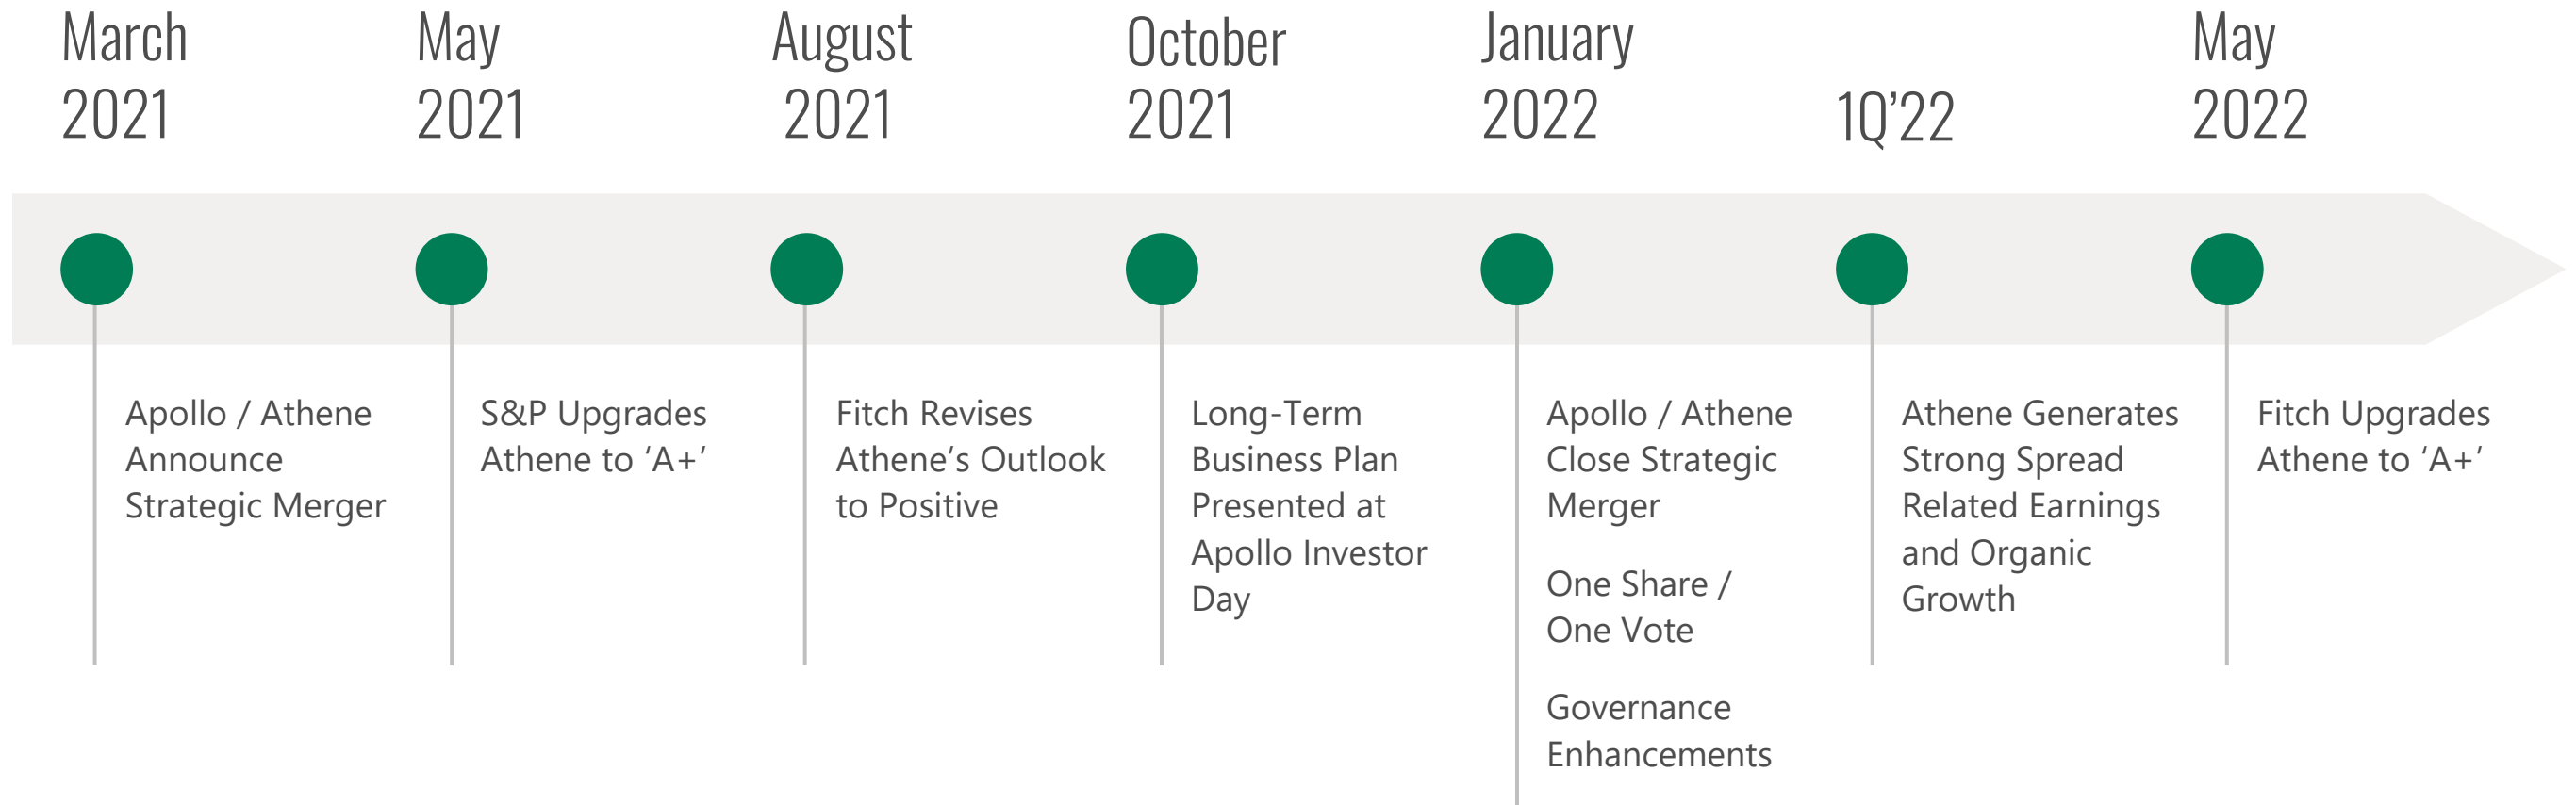 March
2021
May
2021
August
2021
October
2021
January
2022
1Q’22
May
2022
Apollo / Athene
Announce
Strategic Merger
S&P Upgrades
Athene to ‘A+’
Fitch Revises
Athene’s Outlook
to Positive
Long-Term
Business Plan
Presented at
Apollo Investor
Day
Apollo / Athene
Close Strategic
Merger
One Share /
One Vote
Governance
Enhancements
Athene Generates
Strong Spread
Related Earnings
and Organic
Growth
Fitch Upgrades
Athene to ‘A+’